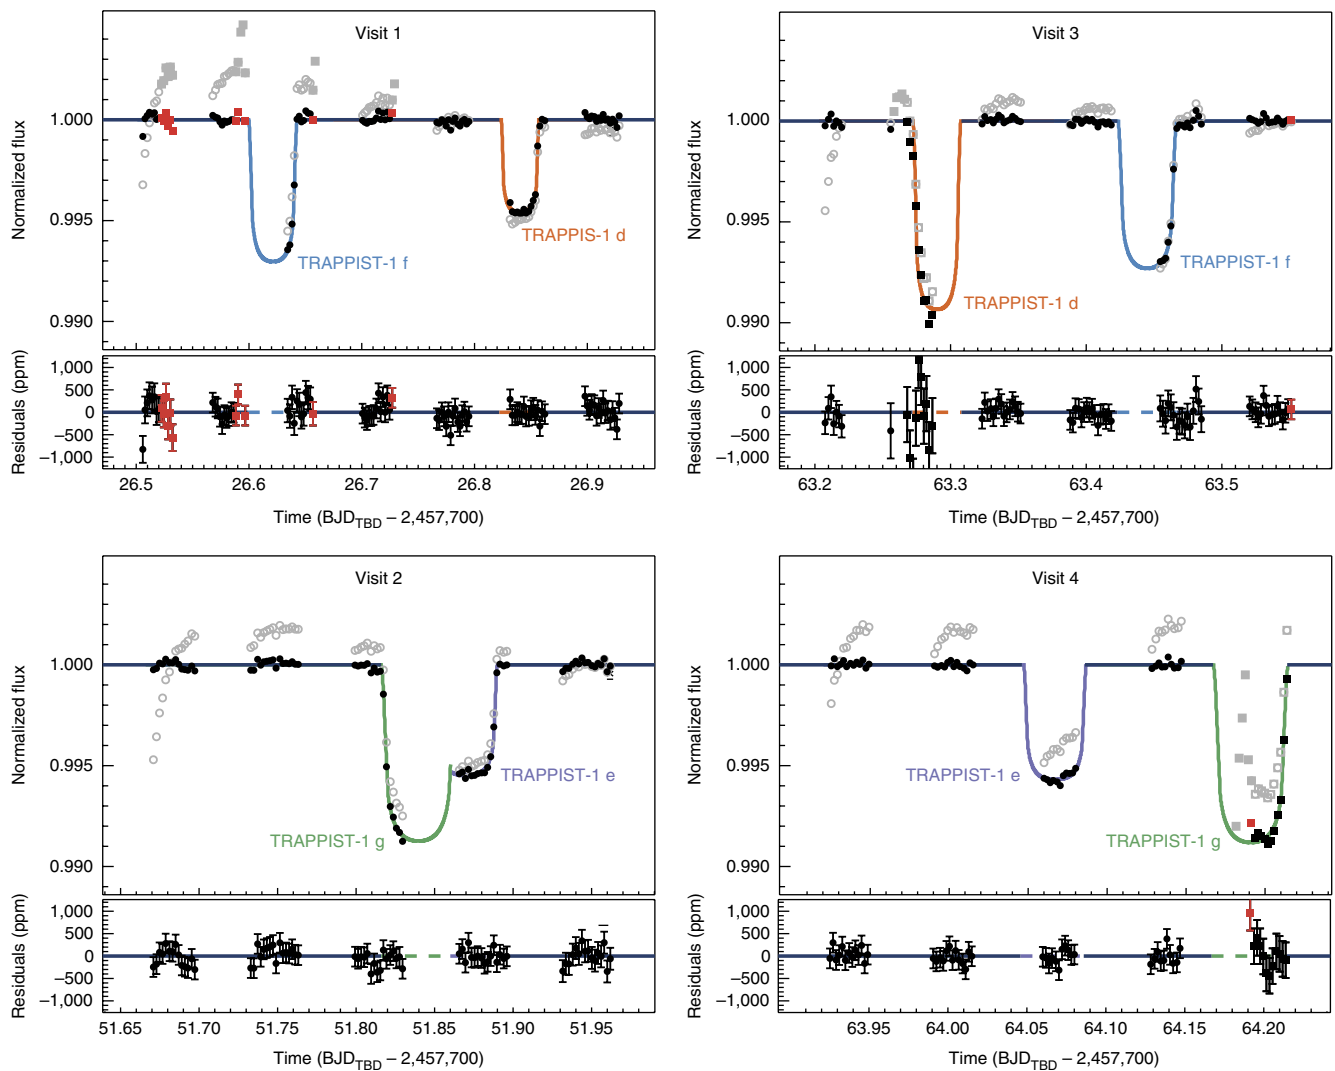 Visit 1
Normalized flux
1.000
0.995
0.990
TRAPPIST-1 f
TRAPPIS-1 d
Residuals (ppm)
1,000
500
0
−500
−1,000
26.5 26.6 26.7 26.8 26.9
Time (BJD_TBD – 2,457,700)
Visit 3
Normalized flux
1.000
0.995
0.990
TRAPPIST-1 d
TRAPPIST-1 f
Residuals (ppm)
1,000
500
0
−500
−1,000
63.2 63.3 63.4 63.5
Time (BJD_TBD – 2,457,700)
Visit 2
Normalized flux
1.000
0.995
0.990
TRAPPIST-1 e
TRAPPIST-1 g
Residuals (ppm)
1,000
500
0
−500
−1,000
51.65 51.70 51.75 51.80 51.85 51.90 51.95
Time (BJD_TBD – 2,457,700)
Visit 4
Normalized flux
1.000
0.995
0.990
TRAPPIST-1 e
TRAPPIST-1 g
Residuals (ppm)
1,000
500
0
−500
−1,000
63.95 64.00 64.05 64.10 64.15 64.20
Time (BJD_TBD – 2,457,700)